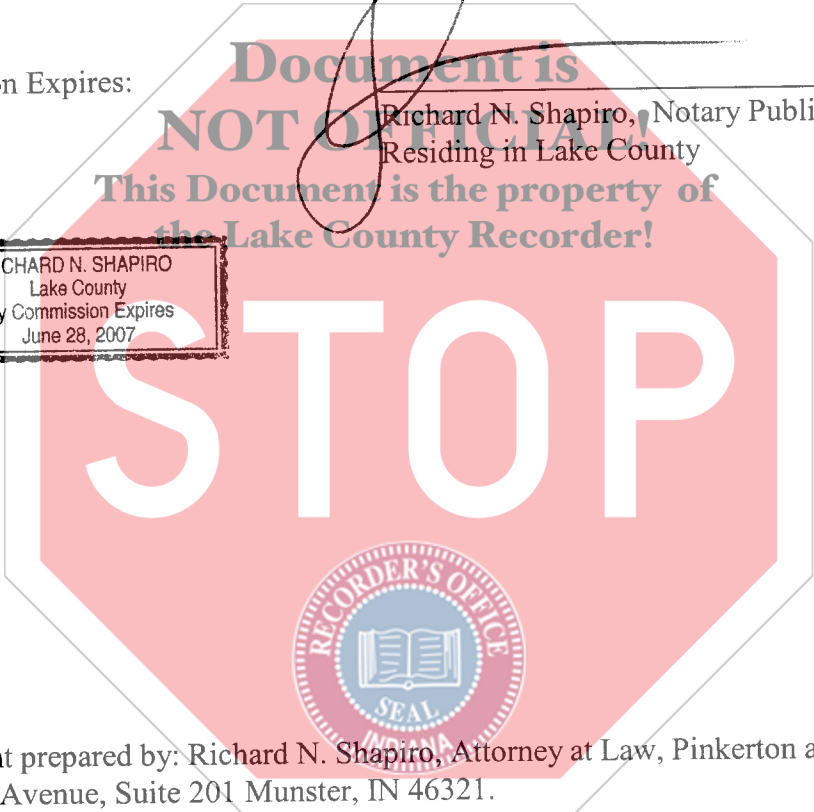 Document is
on Expires:
NOT OFFICIAL!
Richard N. Shapiro, Notary Publi
Residing in Lake County
This Document is the property of
the Lake County Recorder!
CHARD N. SHAPIRO
Lake County
y Commission Expires
June 28, 2007
STOP
RECORDER'S OFFICE
SEAL
INDIANA
t prepared by: Richard N. Shapiro, Attorney at Law, Pinkerton a
Avenue, Suite 201 Munster, IN 46321.